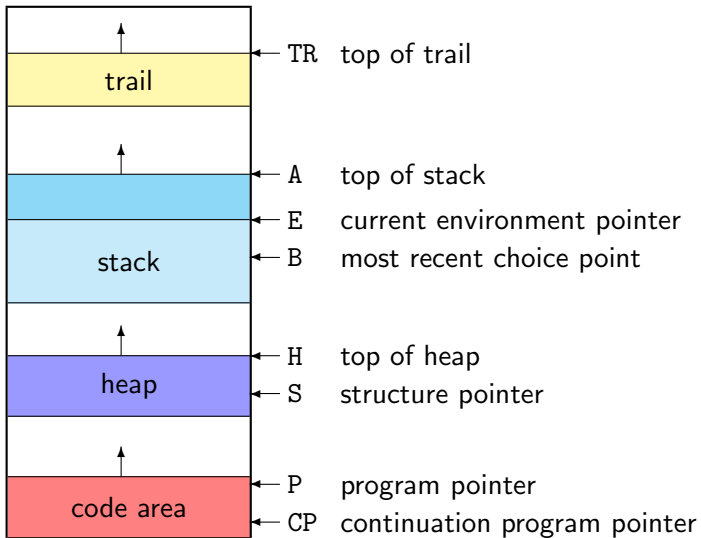 TR top of trail
trail
A top of stack
E current environment pointer
stack
B most recent choice point
H top of heap
heap
S structure pointer
P program pointer
code area
CP continuation program pointer